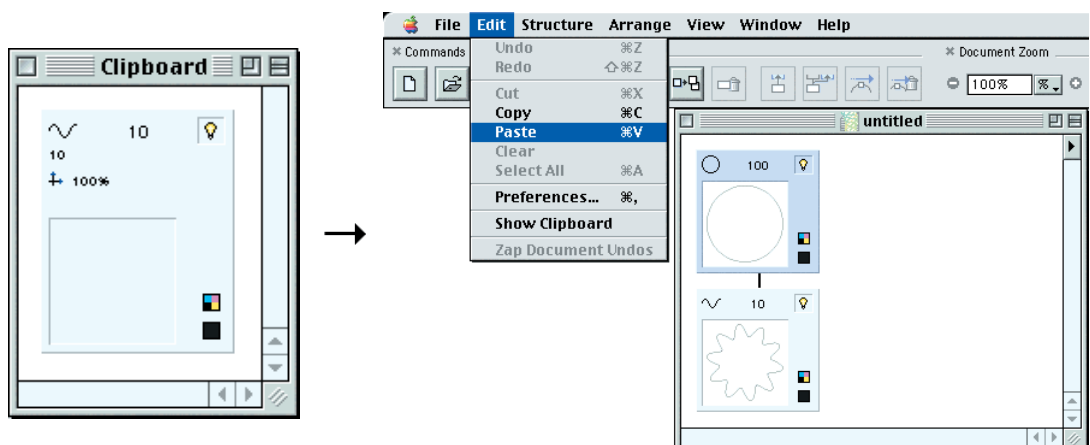 Clipboard
10
10
100%
File Edit Structure Arrange View Window Help
Commands
Document Zoom
100% %
Undo ⌘Z
Redo ⇧⌘Z
Cut ⌘X
Copy ⌘C
Paste ⌘V
Clear
Select All ⌘A
Preferences... ⌘,
Show Clipboard
Zap Document Undos
untitled
100
10